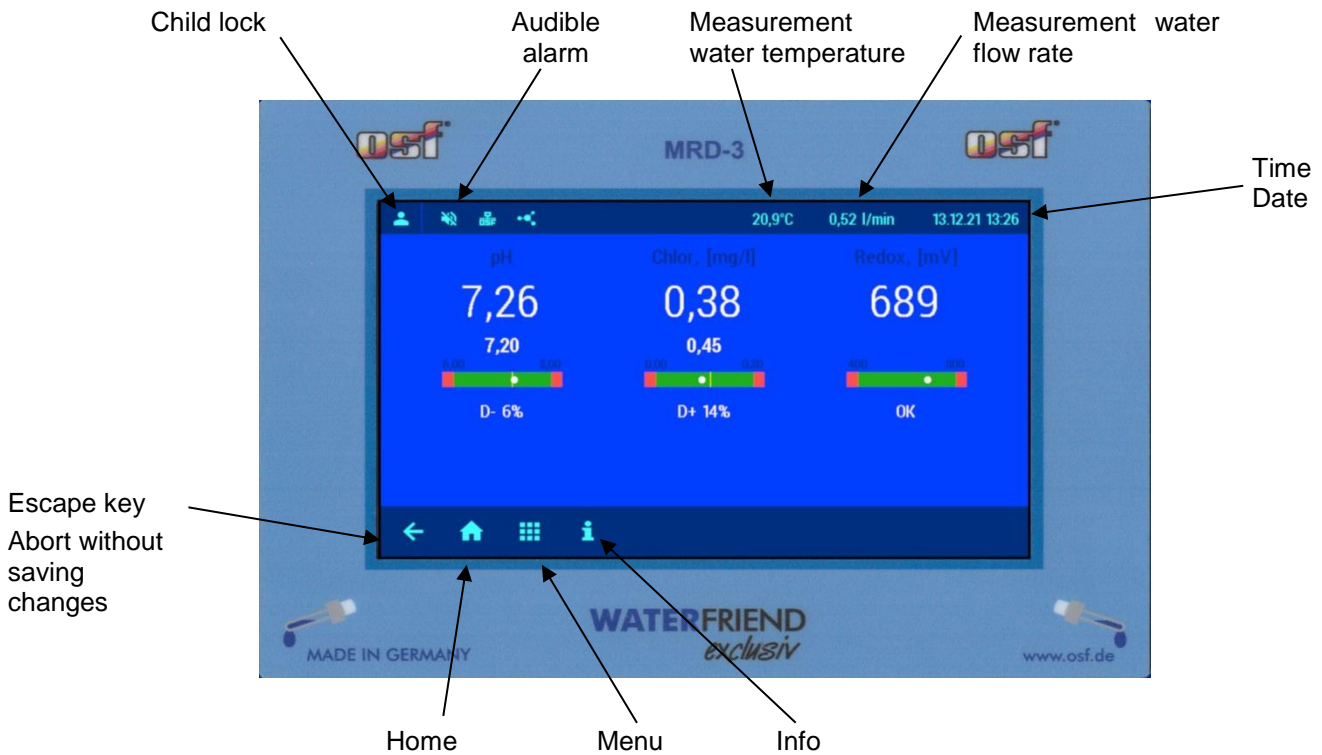 Child lock
Audible
alarm
Measurement
water temperature
Measurement water
flow rate
Time
Date
osf
MRD-3
osf
OSF
20,9°C
0,52 l/min
13.12.21 13:26
pH
Chlor, [mg/l]
Redox, [mV]
7,26
0,38
689
7,20
0,45
400
800
D- 6%
D+ 14%
OK
Escape key
Abort without
saving
changes
WATERFRIEND
exclusiv
MADE IN GERMANY
www.osf.de
Home
Menu
Info